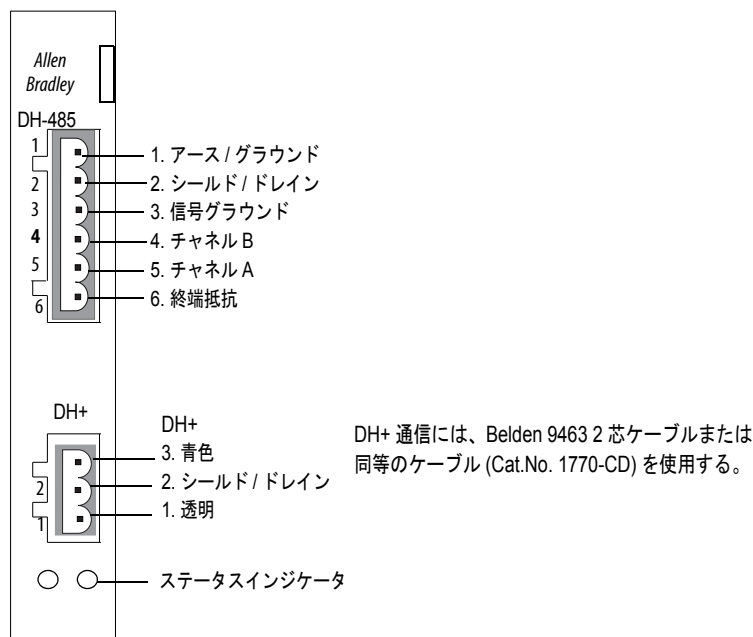 Allen
Bradley
DH-485
1
2
3
4
5
6
1. アース / グラウンド
2. シールド / ドレイン
3. 信号グラウンド
4. チャネル B
5. チャネル A
6. 終端抵抗
DH+
2
1
DH+
3. 青色
2. シールド / ドレイン
1. 透明
DH+ 通信には、Belden 9463 2 芯ケーブルまたは
同等のケーブル (Cat.No. 1770-CD) を使用する。
ステータスインジケータ